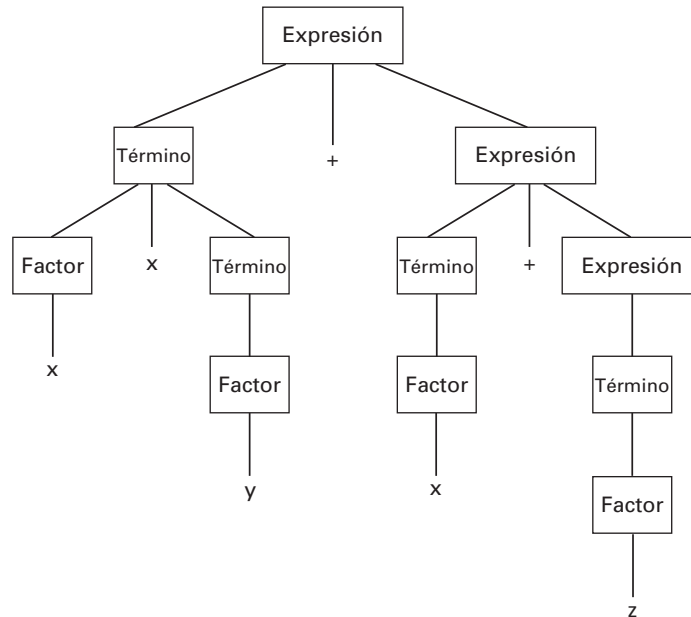 Expresión
Término + Expresión
Factor x Término Término + Expresión
x Factor Factor Término
y x Factor
z